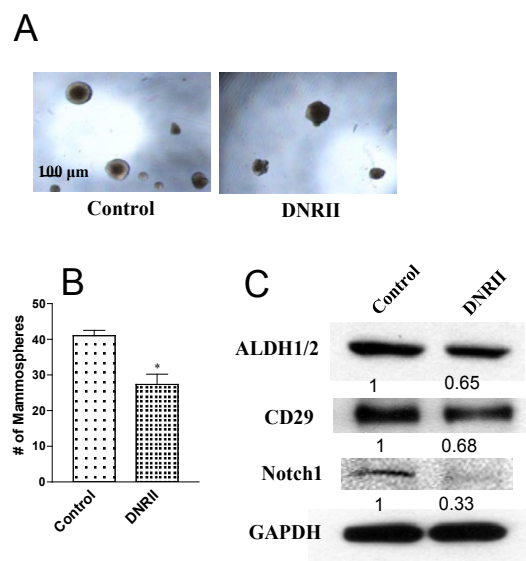 A
100 µm
Control DNRII
B
# of Mammospheres
50
40
30
20
10
0
*
Control
DNRII
C
Control DNRII
ALDH1/2
1 0.65
CD29
1 0.68
Notch1
1 0.33
GAPDH